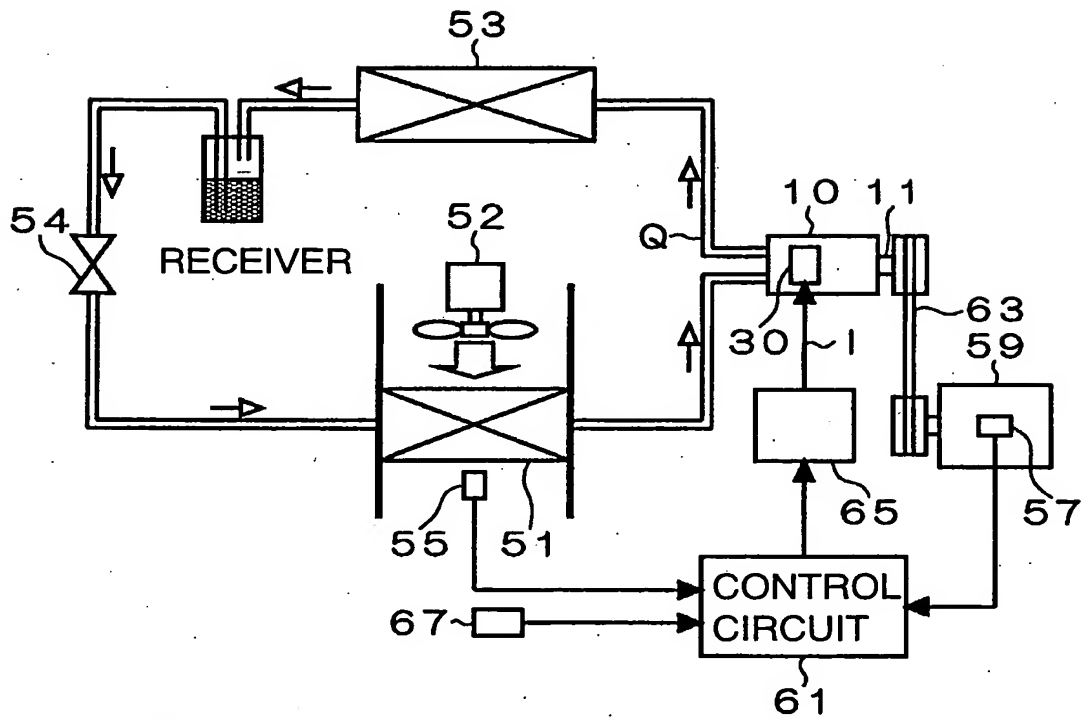 53
54
RECEIVER
52
Q
10
11
30
I
63
59
55
51
65
57
67
CONTROL
CIRCUIT
61